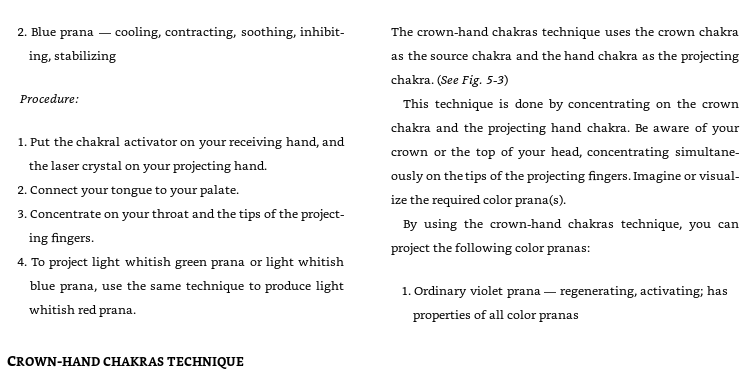 2. Blue prana — cooling, contracting, soothing, inhibit-
ing, stabilizing
Procedure:
1. Put the chakral activator on your receiving hand, and
the laser crystal on your projecting hand.
2. Connect your tongue to your palate.
3. Concentrate on your throat and the tips of the project-
ing fingers.
4. To project light whitish green prana or light whitish
blue prana, use the same technique to produce light
whitish red prana.
CROWN-HAND CHAKRAS TECHNIQUE
The crown-hand chakras technique uses the crown chakra
as the source chakra and the hand chakra as the projecting
chakra. (See Fig. 5-3)
This technique is done by concentrating on the crown
chakra and the projecting hand chakra. Be aware of your
crown or the top of your head, concentrating simultane-
ously on the tips of the projecting fingers. Imagine or visual-
ize the required color prana(s).
By using the crown-hand chakras technique, you can
project the following color pranas:
1. Ordinary violet prana — regenerating, activating; has
properties of all color pranas